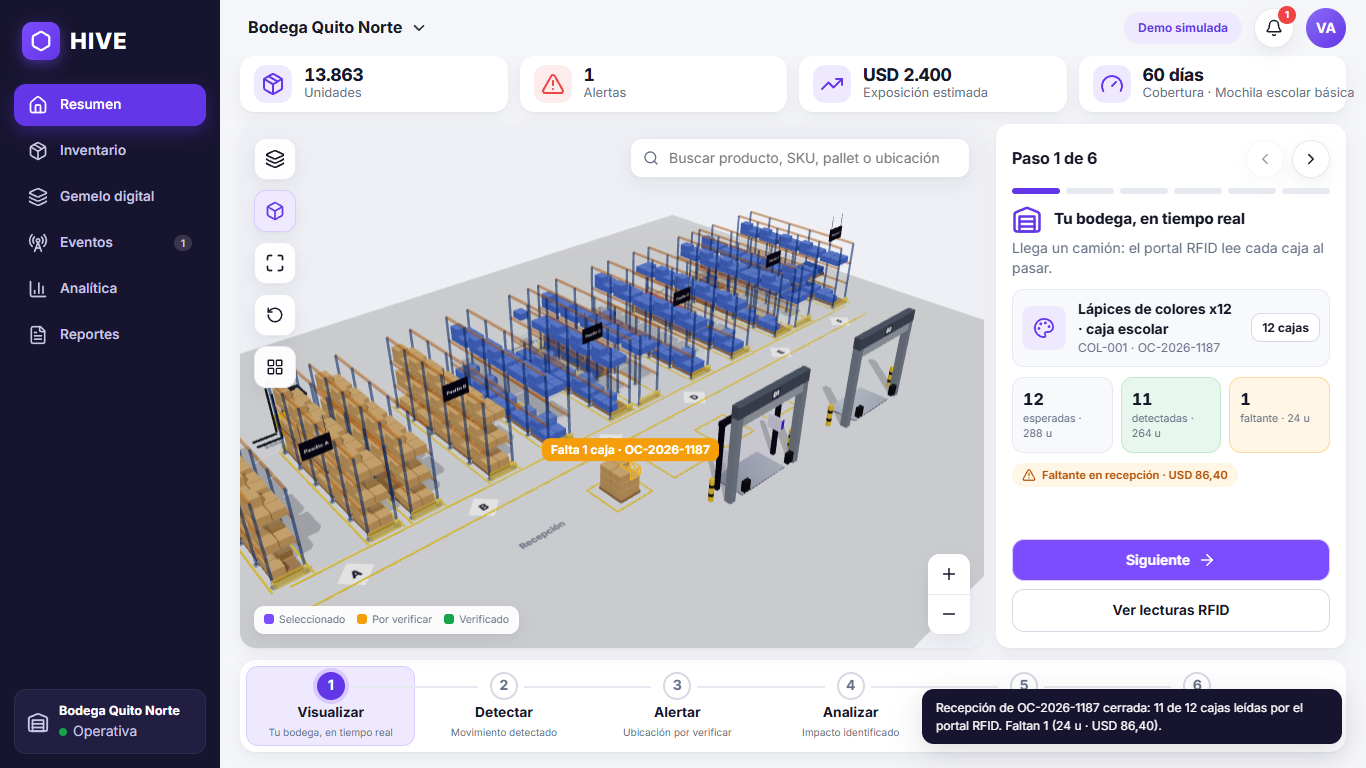 HIVE
Resumen
Inventario
Gemelo digital
Eventos
1
Analítica
Reportes
Bodega Quito Norte
Operativa
Bodega Quito Norte
Demo simulada
1
VA
13.863
Unidades
1
Alertas
USD 2.400
Exposición estimada
60 días
Cobertura · Mochila escolar básica
Buscar producto, SKU, pallet o ubicación
Pasillo A
Falta 1 caja · OC-2026-1187
Recepción
A
B
Seleccionado
Por verificar
Verificado
Paso 1 de 6
Tu bodega, en tiempo real
Llega un camión: el portal RFID lee cada caja al
pasar.
Lápices de colores x12
· caja escolar
COL-001 · OC-2026-1187
12 cajas
12
esperadas ·
288 u
11
detectadas ·
264 u
1
faltante · 24 u
Faltante en recepción · USD 86,40
Siguiente
Ver lecturas RFID
1
Visualizar
Tu bodega, en tiempo real
2
Detectar
Movimiento detectado
3
Alertar
Ubicación por verificar
4
Analizar
Impacto identificado
5
6
Recepción de OC-2026-1187 cerrada: 11 de 12 cajas leídas por el
portal RFID. Faltan 1 (24 u · USD 86,40).